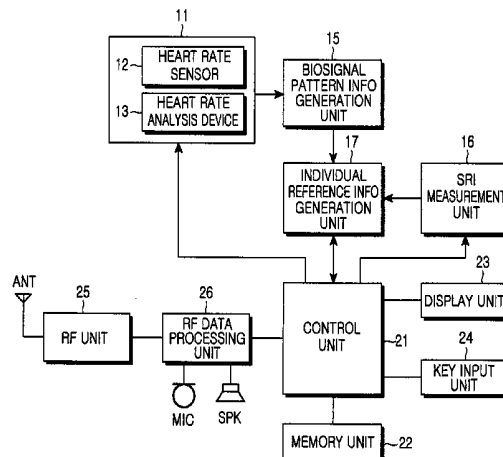 11
12
HEART RATE
SENSOR
13
HEART RATE
ANALYSIS DEVICE
15
BIOSIGNAL
PATTERN INFO
GENERATION
UNIT
17
INDIVIDUAL
REFERENCE INFO
GENERATION
UNIT
16
SRI
MEASUREMENT
UNIT
ANT
25
RF UNIT
26
RF DATA
PROCESSING
UNIT
MIC
SPK
CONTROL
UNIT
21
23
DISPLAY UNIT
24
KEY INPUT
UNIT
MEMORY UNIT
22